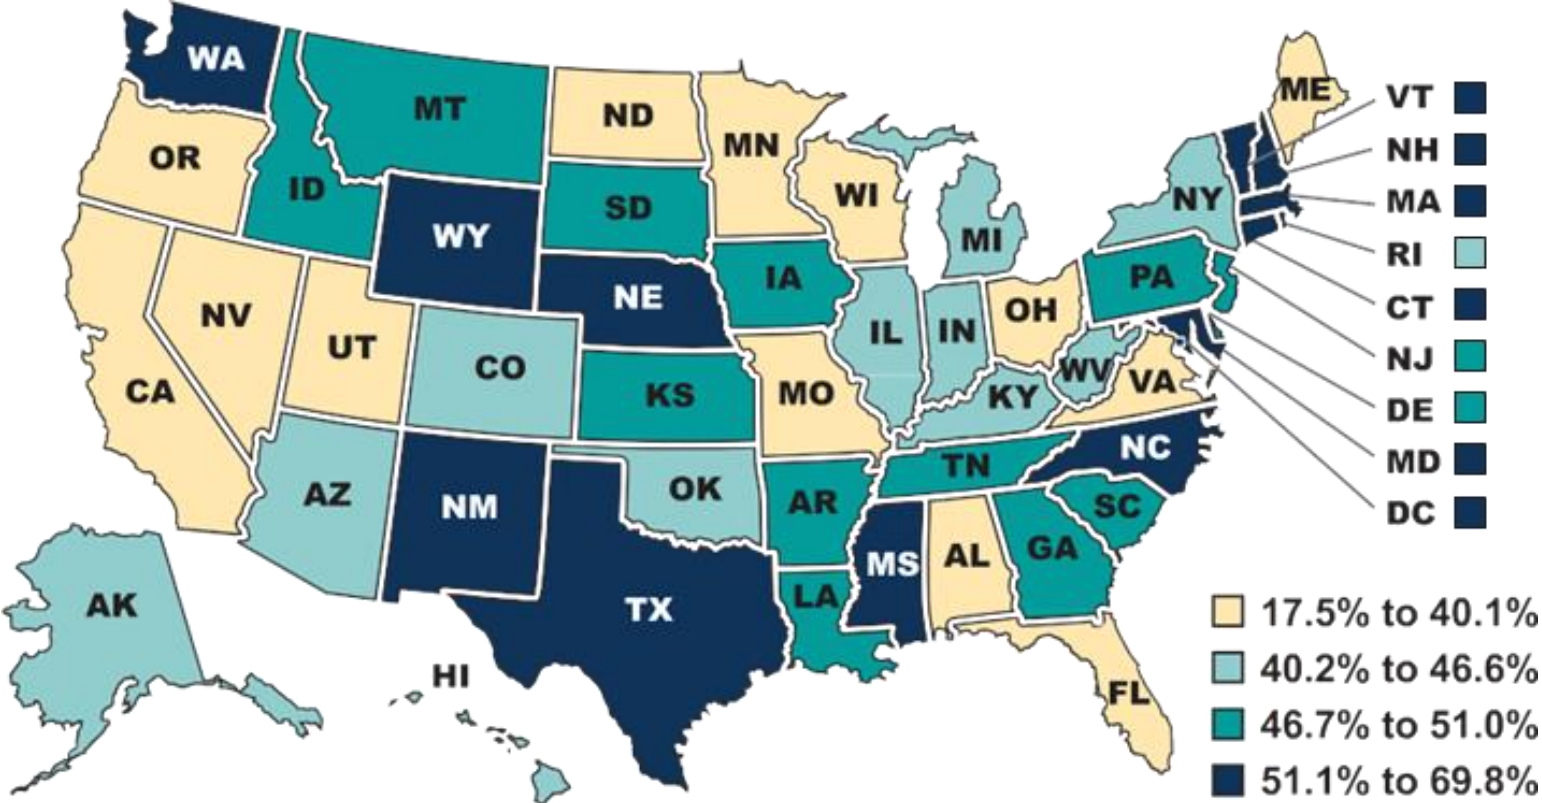 WA
MT
ND
MN
ME
VT
OR
ID
SD
WI
NY
NH
WY
MI
MA
NV
NE
IA
PA
RI
UT
CO
IL
IN
OH
CT
CA
KS
MO
KY
WV
VA
NJ
AZ
NM
OK
AR
TN
NC
DE
MD
MS
AL
GA
SC
DC
AK
TX
LA
HI
FL
17.5% to 40.1%
40.2% to 46.6%
46.7% to 51.0%
51.1% to 69.8%